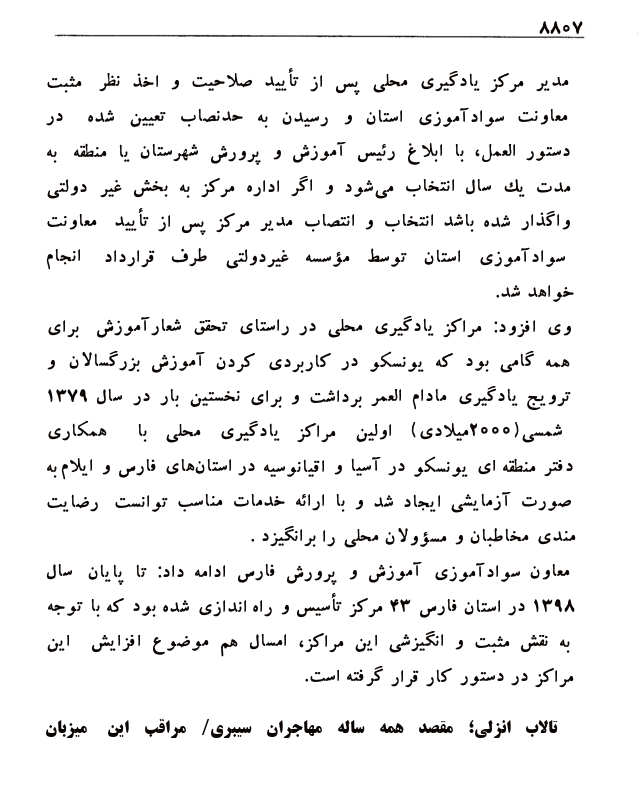 ۸۸۰۷
مدیر مرکز یادگیری محلی پس از تأیید صلاحیت و اخذ نظر مثبت
معاونت سوادآموزی استان و رسیدن به حدنصاب تعیین شده در
دستور العمل، با ابلاغ رئیس آموزش و پرورش شهرستان یا منطقه به
مدت یك سال انتخاب می‌شود و اگر اداره مرکز به بخش غیر دولتی
واگذار شده باشد انتخاب و انتصاب مدیر مرکز پس از تأیید معاونت
سوادآموزی استان توسط مؤسسه غیردولتی طرف قرارداد انجام
خواهد شد.
وی افزود: مراکز یادگیری محلی در راستای تحقق شعارآموزش برای
همه گامی بود که یونسکو در کاربردی کردن آموزش بزرگسالان و
ترویج یادگیری مادام العمر برداشت و برای نخستین بار در سال ۱۳۷۹
شمسی(۲۰۰۰میلادی) اولین مراکز یادگیری محلی با همکاری
دفتر منطقه ای یونسکو در آسیا و اقیانوسیه در استان‌های فارس و ایلام به
صورت آزمایشی ایجاد شد و با ارائه خدمات مناسب توانست رضایت
مندی مخاطبان و مسؤولان محلی را برانگیزد .
معاون سوادآموزی آموزش و پرورش فارس ادامه داد: تا پایان سال
۱۳۹۸ در استان فارس ۴۳ مرکز تأسیس و راه اندازی شده بود که با توجه
به نقش مثبت و انگیزشی این مراکز، امسال هم موضوع افزایش این
مراکز در دستور کار قرار گرفته است.
تالاب انزلی؛ مقصد همه ساله مهاجران سیبری/ مراقب این میزبان